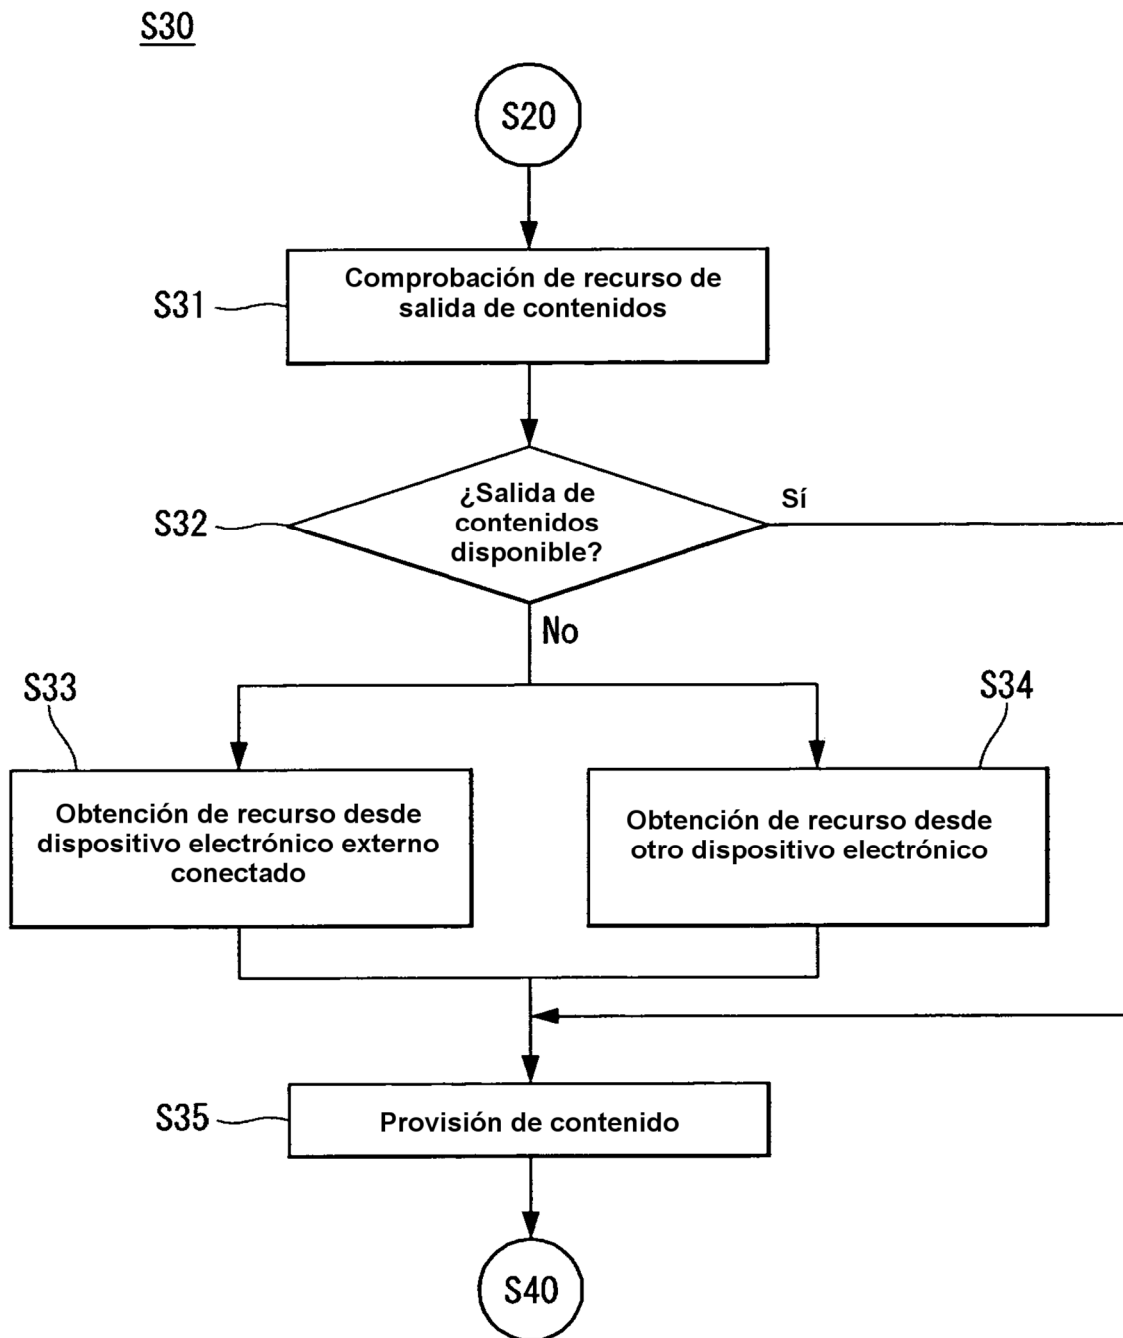 S30
S20
S31
Comprobación de recurso de
salida de contenidos
S32
¿Salida de
contenidos
disponible?
Sí
No
S33
S34
Obtención de recurso desde
dispositivo electrónico externo
conectado
Obtención de recurso desde
otro dispositivo electrónico
S35
Provisión de contenido
S40